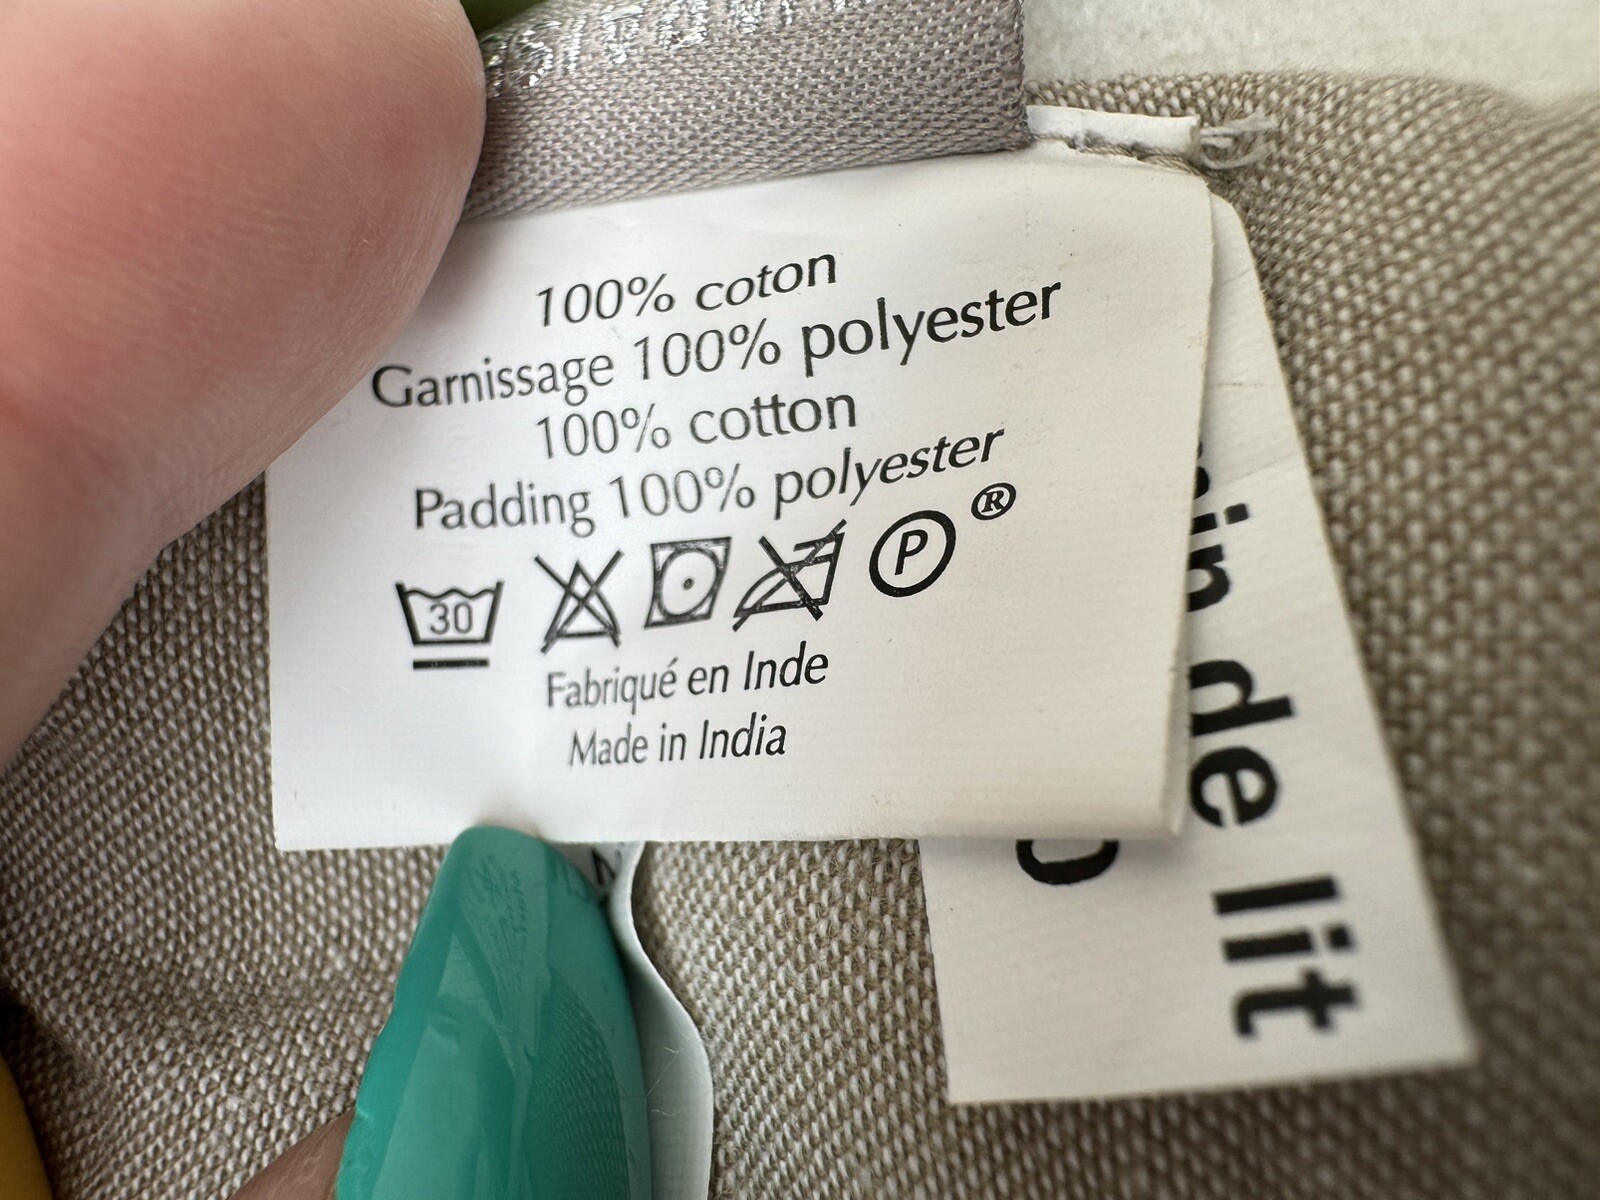 100% coton
Garnissage 100% polyester
100% cotton
Padding 100% polyester
30
P ®
Fabriqué en Inde
Made in India
de lit